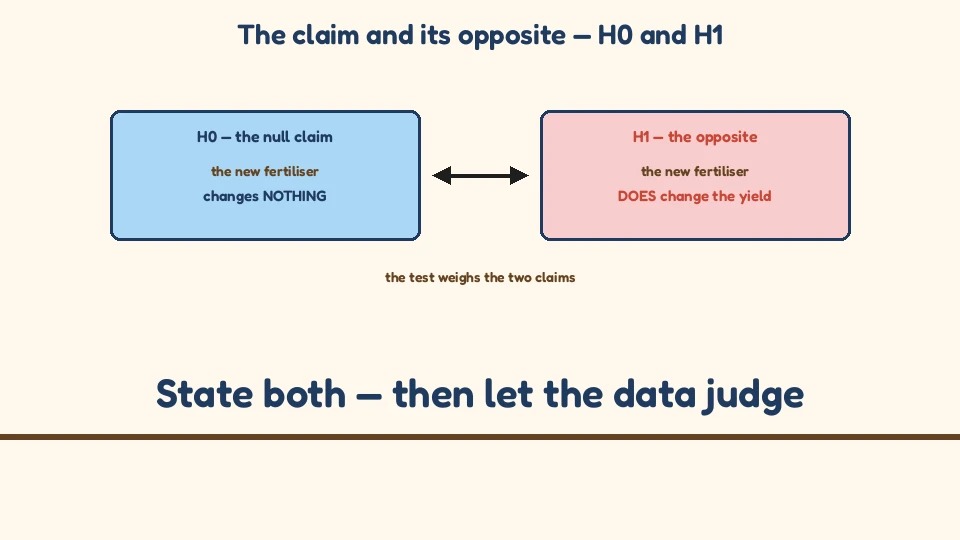 The claim and its opposite — H0 and H1
H0 — the null claim
the new fertiliser
changes NOTHING
H1 — the opposite
the new fertiliser
DOES change the yield
the test weighs the two claims
State both — then let the data judge